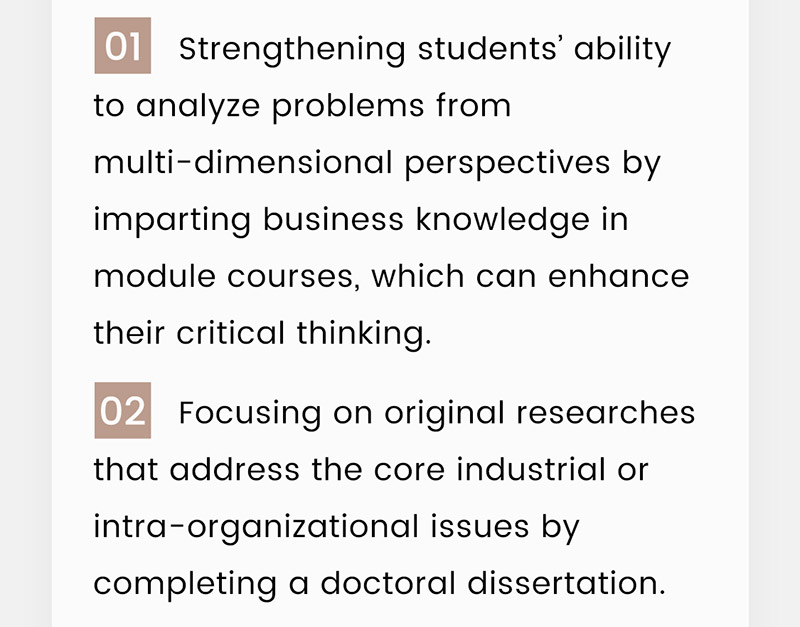 01 Strengthening students’ ability
to analyze problems from
multi-dimensional perspectives by
imparting business knowledge in
module courses, which can enhance
their critical thinking.
02 Focusing on original researches
that address the core industrial or
intra-organizational issues by
completing a doctoral dissertation.